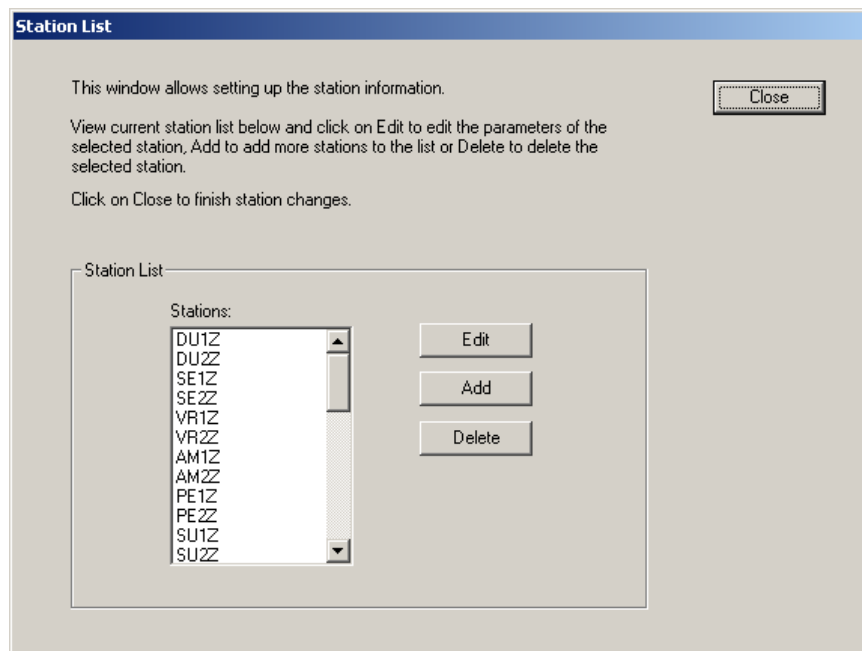 Station List
This window allows setting up the station information.
Close
View current station list below and click on Edit to edit the parameters of the
selected station, Add to add more stations to the list or Delete to delete the
selected station.
Click on Close to finish station changes.
Station List
Stations:
DU1Z
DU2Z
SE1Z
SE2Z
VR1Z
VR2Z
AM1Z
AM2Z
PE1Z
PE2Z
SU1Z
SU2Z
Edit
Add
Delete